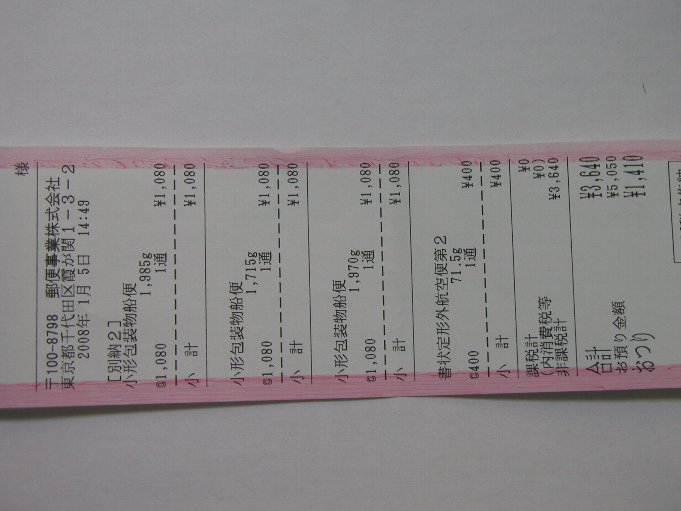 様
〒100-8798 郵便事業株式会社
東京都千代田区霞が関1-3-2
2008年 1月 5日 14:49
[別納2]
小形包装物船便
1,985g
@1,080 1通 ¥1,080
小 計 ¥1,080
小形包装物船便
1,715g
@1,080 1通 ¥1,080
小 計 ¥1,080
小形包装物船便
1,970g
@1,080 1通 ¥1,080
小 計 ¥1,080
書状定形外航空便第2
71.5g
@400 1通 ¥400
小 計 ¥400
課税計 ¥0
(内消費税等 ¥0)
非課税計 ¥3,640
合計 ¥3,640
お預り金額 ¥5,050
おつり ¥1,410